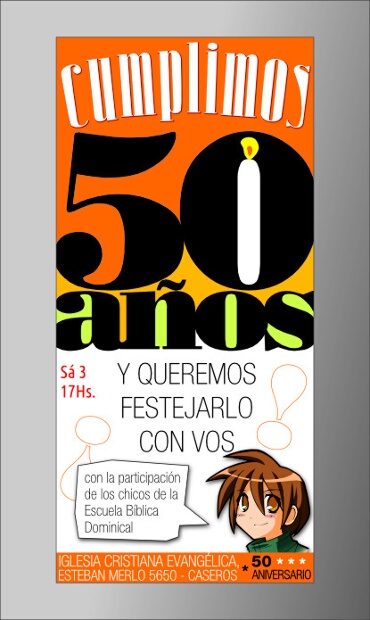 cumplimos
50
años
Sá 3
17Hs.
Y QUEREMOS
FESTEJARLO
CON VOS
con la participación
de los chicos de la
Escuela Bíblica
Dominical
IGLESIA CRISTIANA EVANGÉLICA,
ESTEBAN MERLO 5650 - CASEROS
* 50 ***
ANIVERSARIO